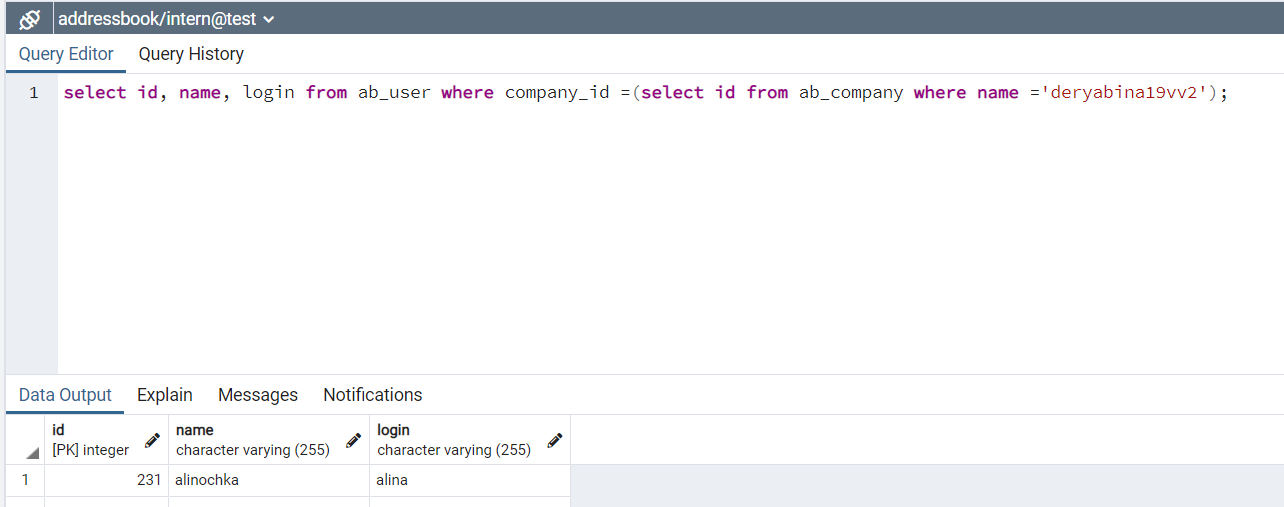 addressbook/intern@test
Query Editor Query History
1 select id, name, login from ab_user where company_id =(select id from ab_company where name ='deryabina19vv2');
Data Output Explain Messages Notifications
id name login
[PK] integer character varying (255) character varying (255)
1 231 alinochka alina